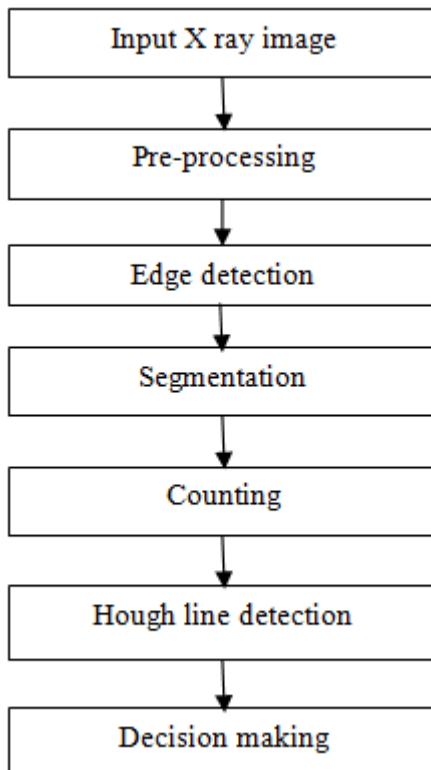 Input X ray image
Pre-processing
Edge detection
Segmentation
Counting
Hough line detection
Decision making